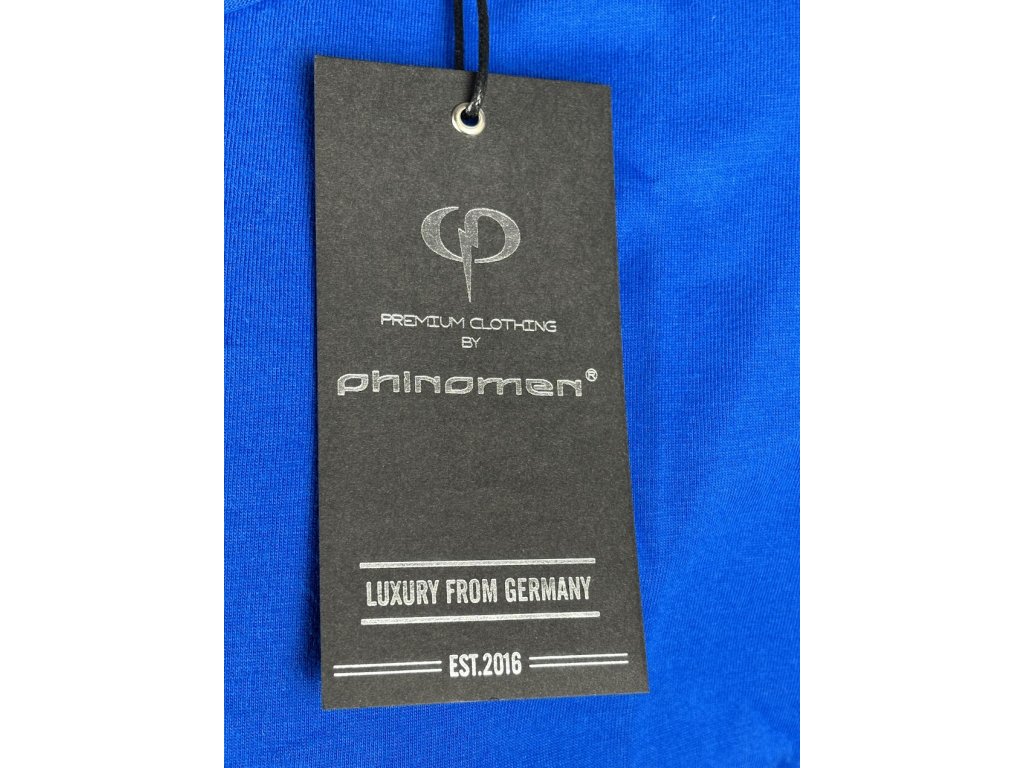 PREMIUM CLOTHING
BY
phinomen®
LUXURY FROM GERMANY
EST.2016